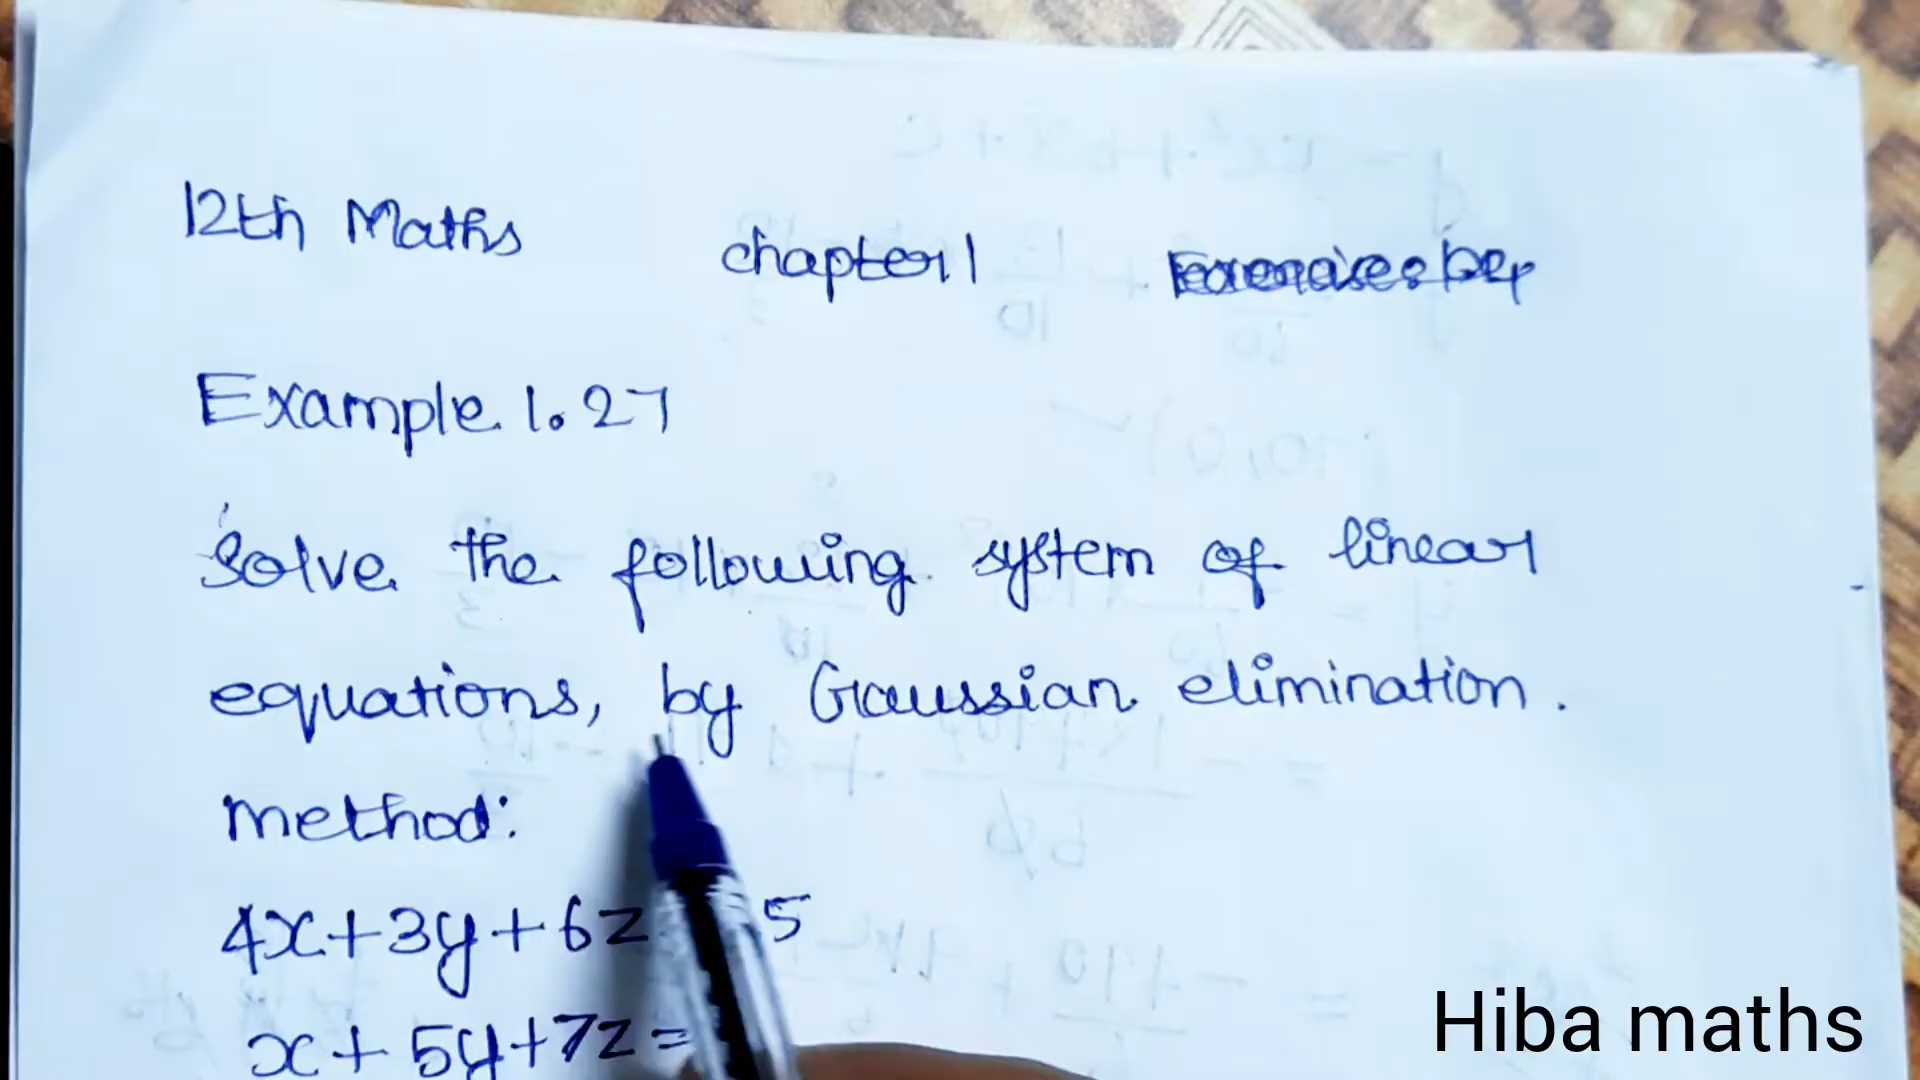 12th Maths chapter 1
Example 1.27
Solve the following system of linear
equations, by Gaussian elimination.
method:
4x+3y+6z 5
x+5y+7z=
Hiba maths